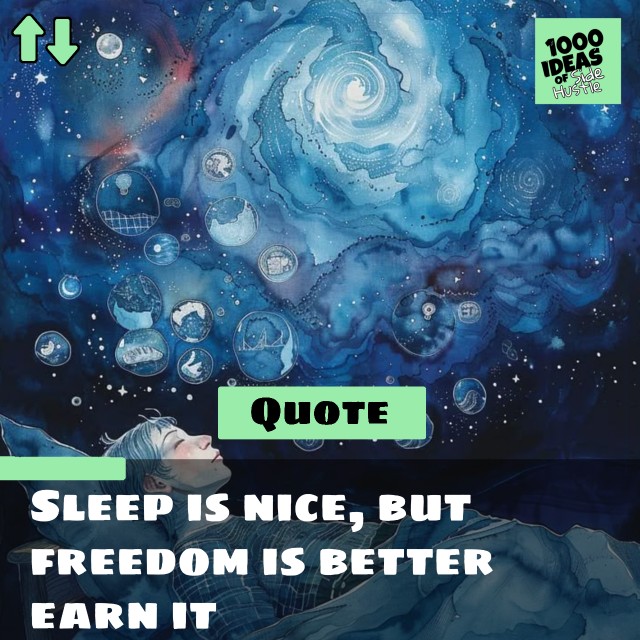 1000
IDEAS
OF Side
HuStle
Quote
Sleep is nice, but
freedom is better
earn it